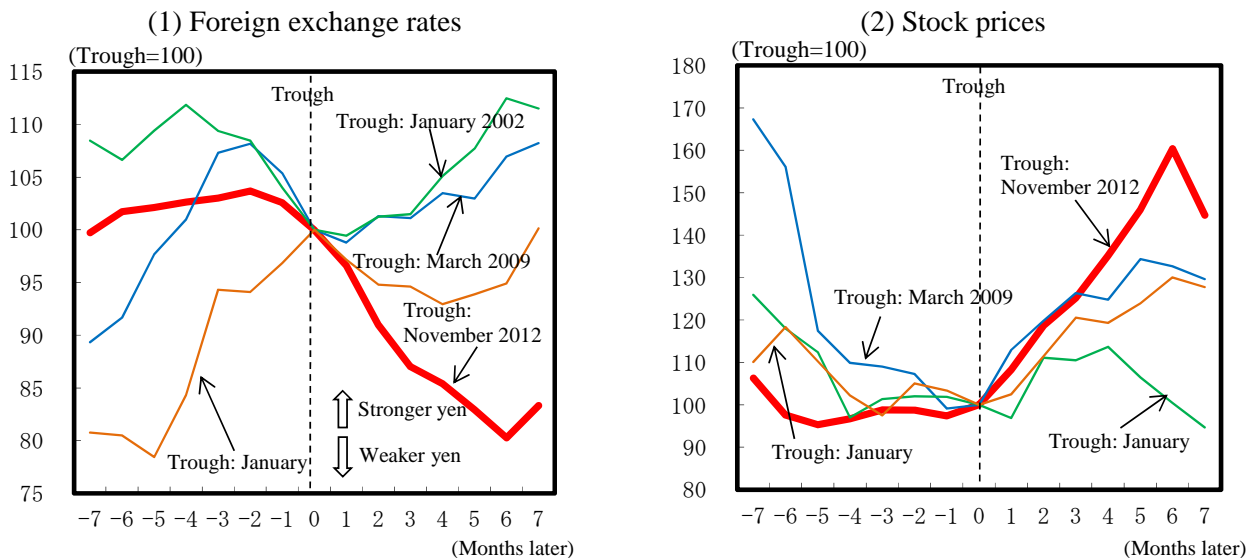 (1) Foreign exchange rates
(Trough=100)
115
110
105
100
95
90
85
80
75
Trough
Trough: January 2002
Trough: March 2009
Trough:
November 2012
Stronger yen
Weaker yen
Trough: January
-7 -6 -5 -4 -3 -2 -1 0 1 2 3 4 5 6 7
(Months later)
(2) Stock prices
(Trough=100)
180
170
160
150
140
130
120
110
100
90
80
Trough
Trough:
November 2012
Trough: March 2009
Trough: January
Trough: January
-7 -6 -5 -4 -3 -2 -1 0 1 2 3 4 5 6 7
(Months later)